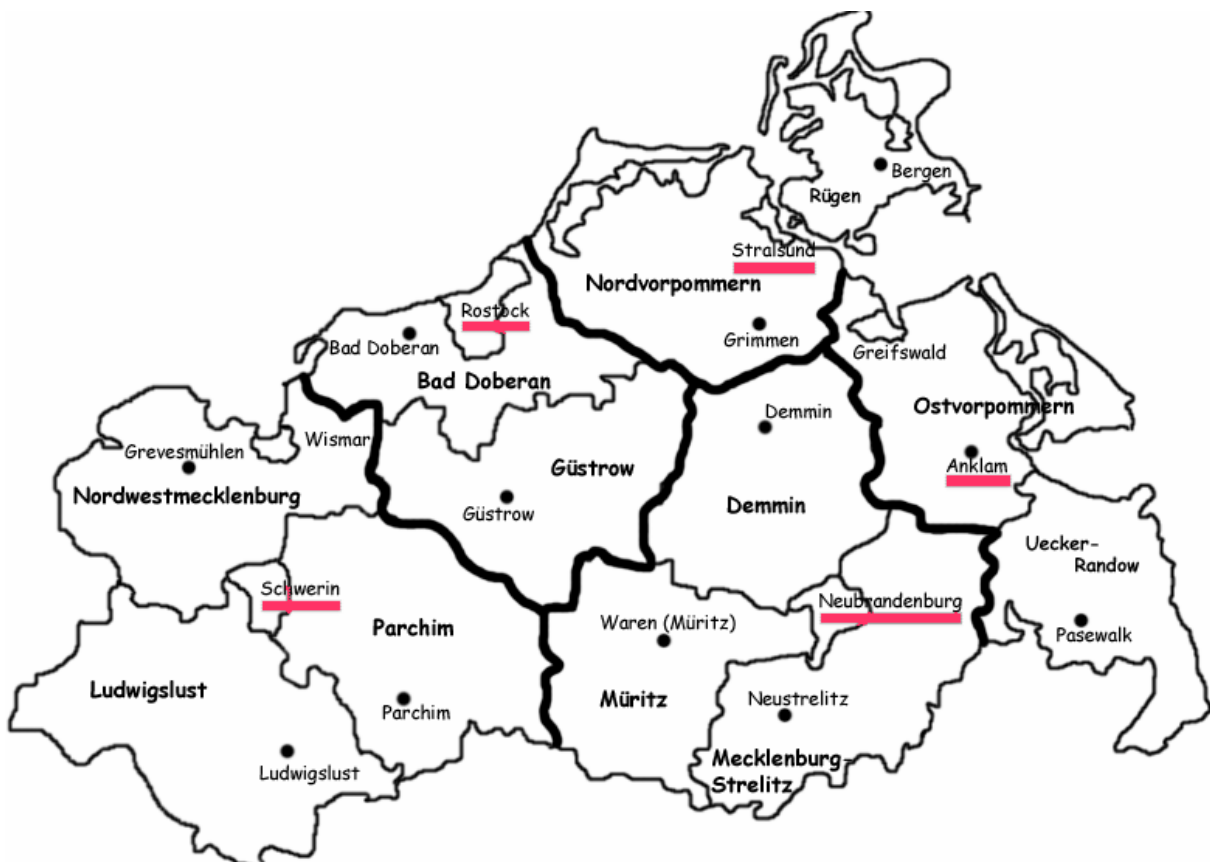 Bergen
Rügen
Stralsund
Nordvorpommern
Rostock
Grimmen
Bad Doberan
Greifswald
Bad Doberan
Ostvorpommern
Demmin
Wismar
Grevesmühlen
Güstrow
Anklam
Nordwestmecklenburg
Demmin
Güstrow
Uecker-
Randow
Schwerin
Neubrandenburg
Waren (Müritz)
Parchim
Pasewalk
Ludwigslust
Müritz
Neustrelitz
Parchim
Mecklenburg-
Strelitz
Ludwigslust